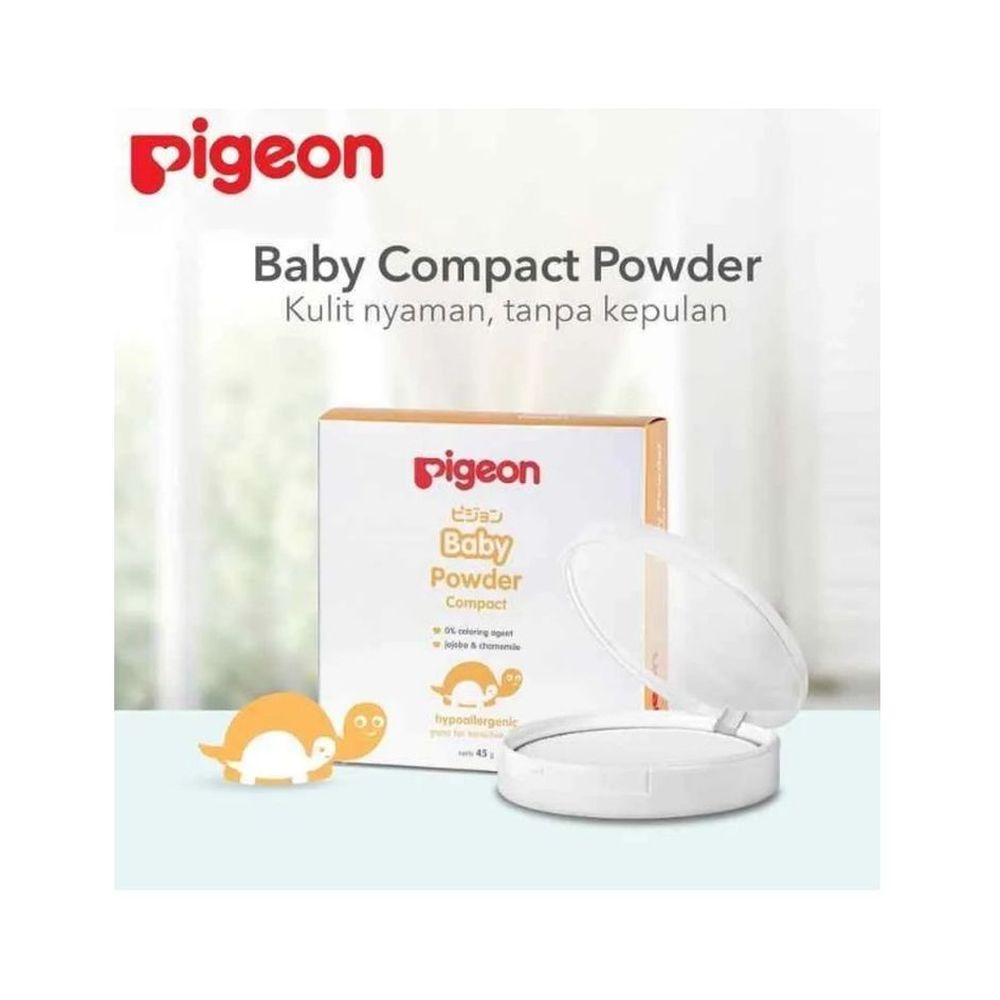 pigeon
Baby Compact Powder
Kulit nyaman, tanpa kepulan
pigeon
ピジョン
Baby
Powder
Compact
0% coloring agent
jojoba & chamomile
hypoallergenic
netto 45 g